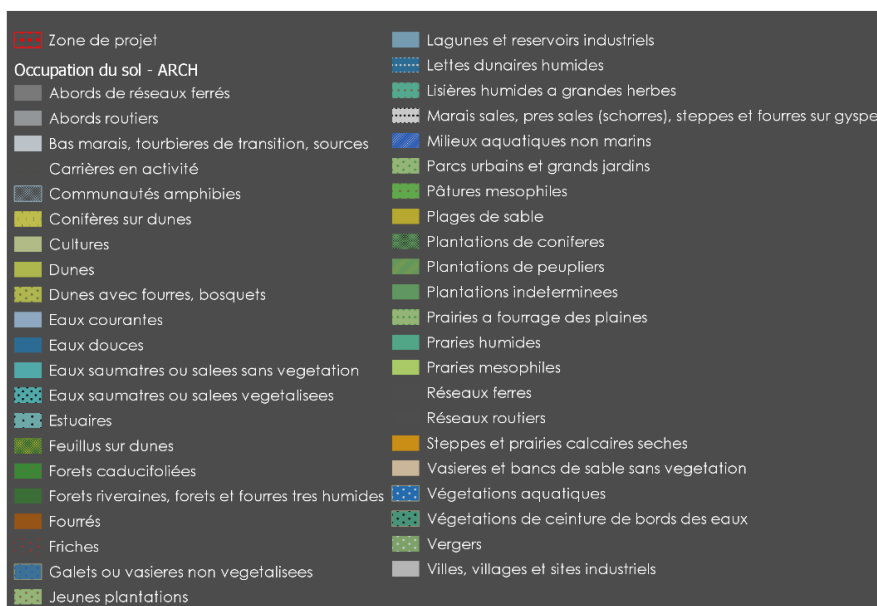 Zone de projet
Occupation du sol - ARCH
Abords de réseaux ferrés
Abords routiers
Bas marais, tourbieres de transition, sources
Carrières en activité
Communautés amphibies
Conifères sur dunes
Cultures
Dunes
Dunes avec fourres, bosquets
Eaux courantes
Eaux douces
Eaux saumatres ou salees sans vegetation
Eaux saumatres ou salees vegetalisees
Estuaires
Feuillus sur dunes
Forets caducifoliées
Forets riveraines, forets et fourres tres humides
Fourrés
Friches
Galets ou vasieres non vegetalisees
Jeunes plantations
Lagunes et reservoirs industriels
Lettes dunaires humides
Lisières humides a grandes herbes
Marais sales, pres sales (schorres), steppes et fourres sur gypse
Milieux aquatiques non marins
Parcs urbains et grands jardins
Pâtures mesophiles
Plages de sable
Plantations de coniferes
Plantations de peupliers
Plantations indeterminees
Prairies a fourrage des plaines
Praries humides
Praries mesophiles
Réseaux ferres
Réseaux routiers
Steppes et prairies calcaires seches
Vasieres et bancs de sable sans vegetation
Végetations aquatiques
Végetations de ceinture de bords des eaux
Vergers
Villes, villages et sites industriels